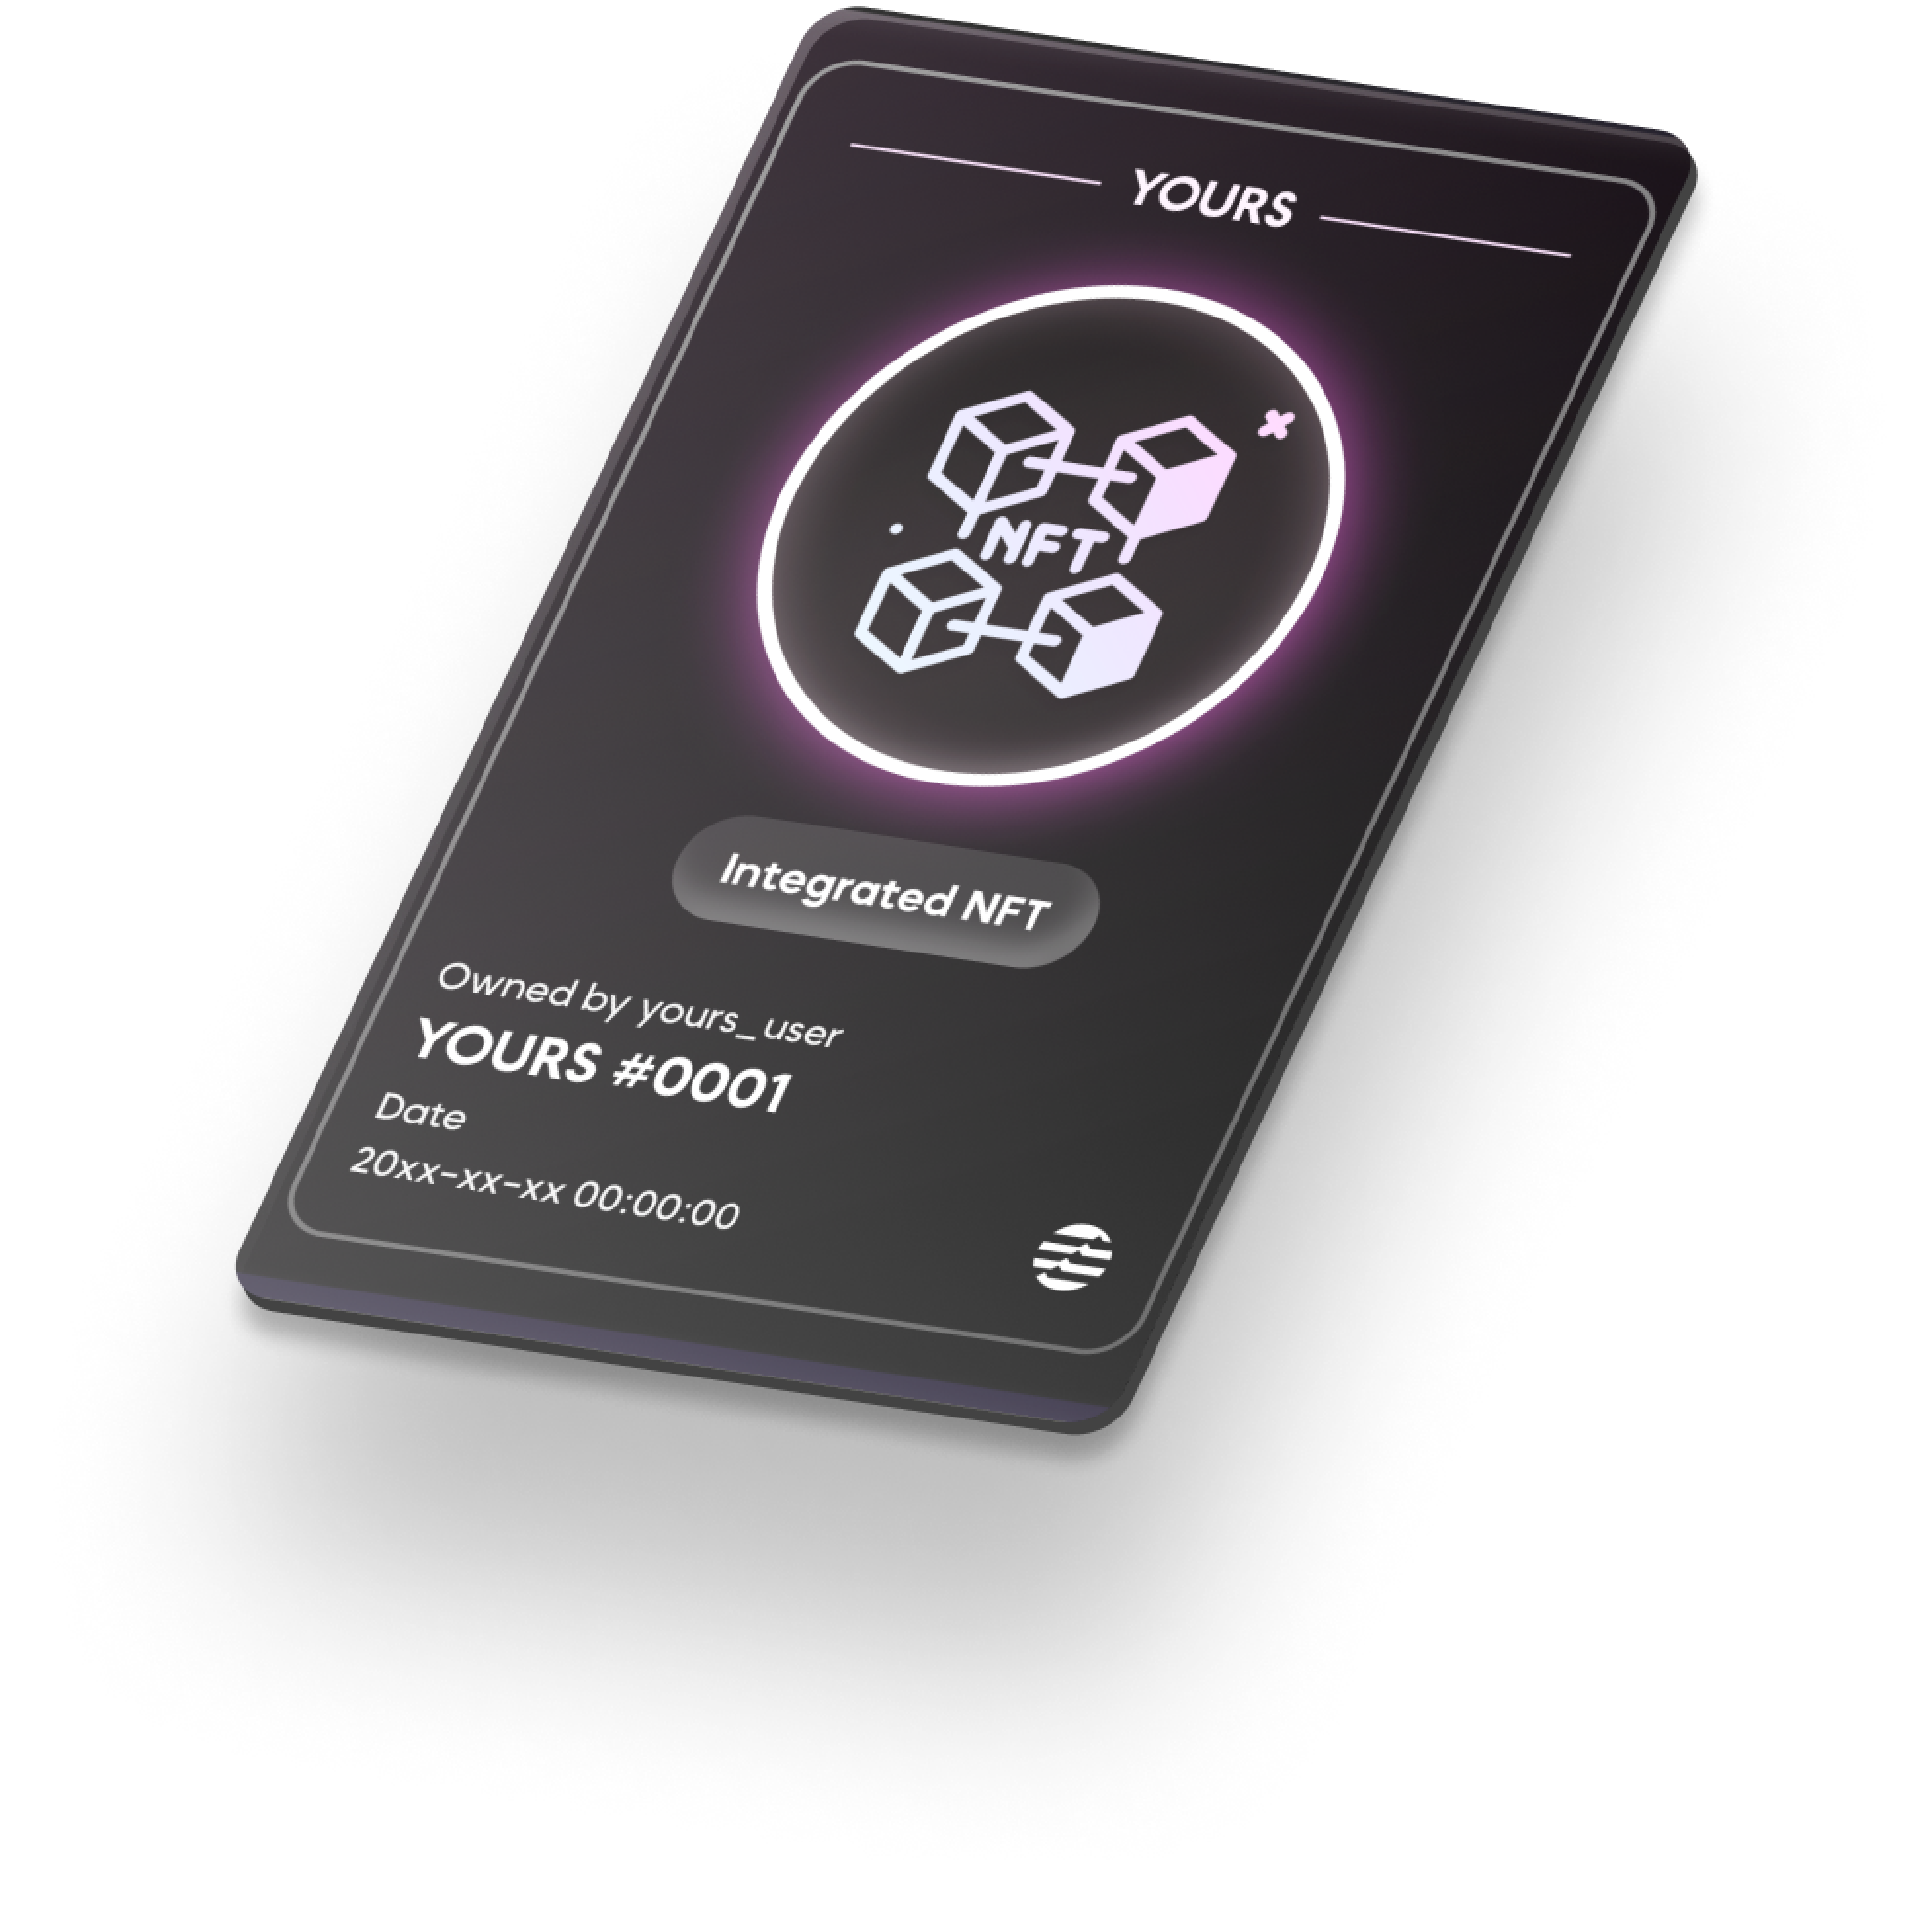 YOURS
NFT
Integrated NFT
Owned by yours_user
YOURS #0001
Date
20xx-xx-xx 00:00:00